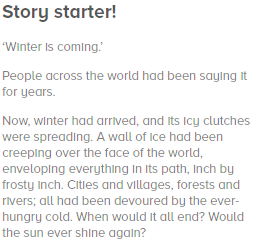 Story starter!
‘Winter is coming.’
People across the world had been saying it
for years.
Now, winter had arrived, and its icy clutches
were spreading. A wall of ice had been
creeping over the face of the world,
enveloping everything in its path, inch by
frosty inch. Cities and villages, forests and
rivers; all had been devoured by the ever-
hungry cold. When would it all end? Would
the sun ever shine again?